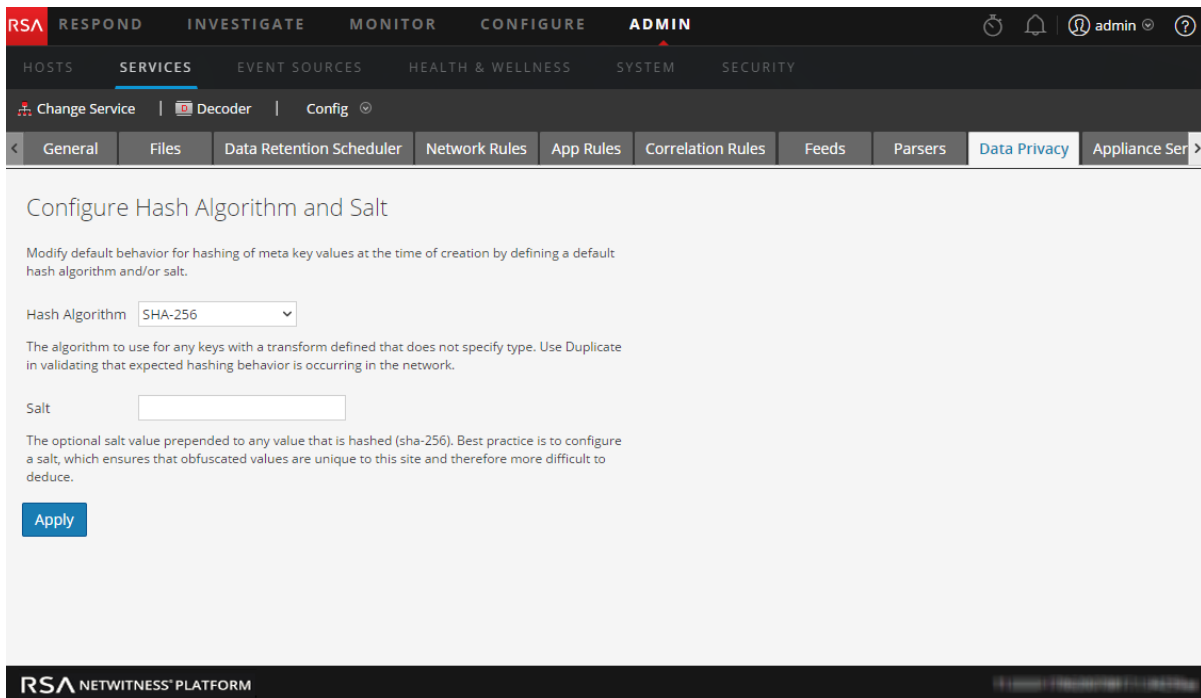 RSA RESPOND INVESTIGATE MONITOR CONFIGURE ADMIN admin
HOSTS SERVICES EVENT SOURCES HEALTH & WELLNESS SYSTEM SECURITY
Change Service | D Decoder | Config
General Files Data Retention Scheduler Network Rules App Rules Correlation Rules Feeds Parsers Data Privacy Appliance Ser
Configure Hash Algorithm and Salt
Modify default behavior for hashing of meta key values at the time of creation by defining a default
hash algorithm and/or salt.
Hash Algorithm SHA-256
The algorithm to use for any keys with a transform defined that does not specify type. Use Duplicate
in validating that expected hashing behavior is occurring in the network.
Salt
The optional salt value prepended to any value that is hashed (sha-256). Best practice is to configure
a salt, which ensures that obfuscated values are unique to this site and therefore more difficult to
deduce.
Apply
RSA NETWITNESS® PLATFORM